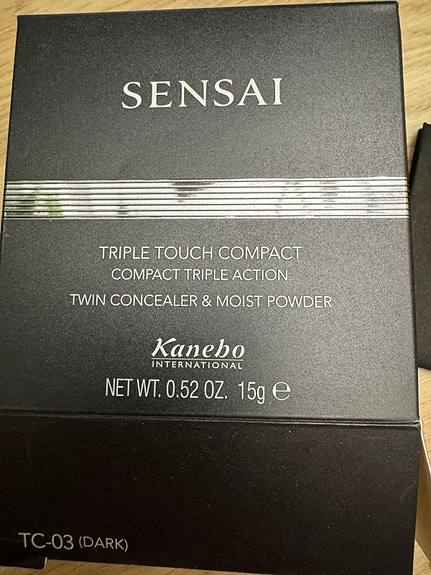 SENSAI
TRIPLE TOUCH COMPACT
COMPACT TRIPLE ACTION
TWIN CONCEALER & MOIST POWDER
Kanebo
INTERNATIONAL
NET WT. 0.52 OZ. 15g ℮
TC-03 (DARK)